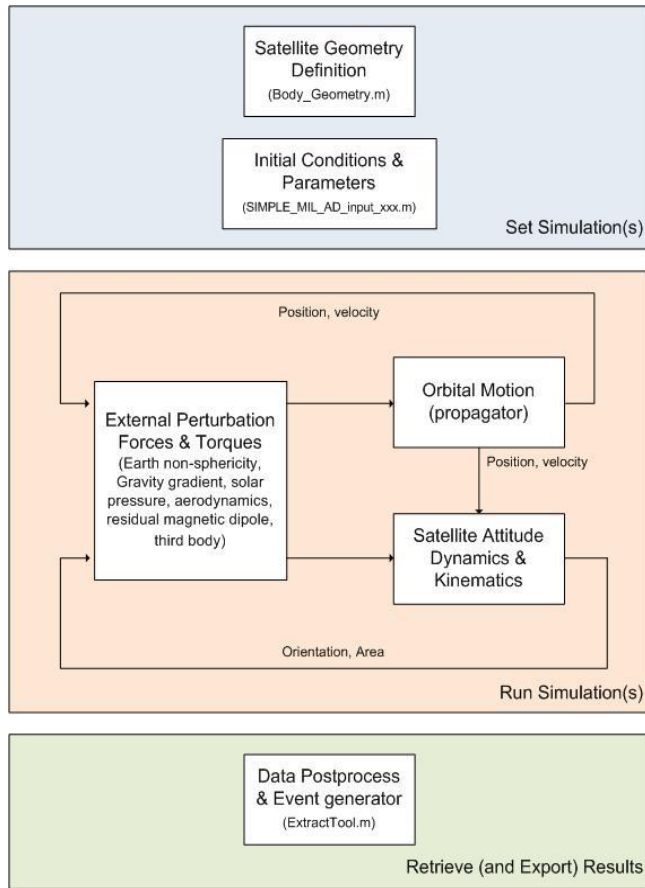 Satellite Geometry
Definition
(Body_Geometry.m)
Initial Conditions &
Parameters
(SIMPLE_MIL_AD_input_xxx.m)
Set Simulation(s)
Position, velocity
External Perturbation
Forces & Torques
(Earth non-sphericity,
Gravity gradient, solar
pressure, aerodynamics,
residual magnetic dipole,
third body)
Orbital Motion
(propagator)
Position, velocity
Satellite Attitude
Dynamics &
Kinematics
Orientation, Area
Run Simulation(s)
Data Postprocess
& Event generator
(ExtractTool.m)
Retrieve (and Export) Results